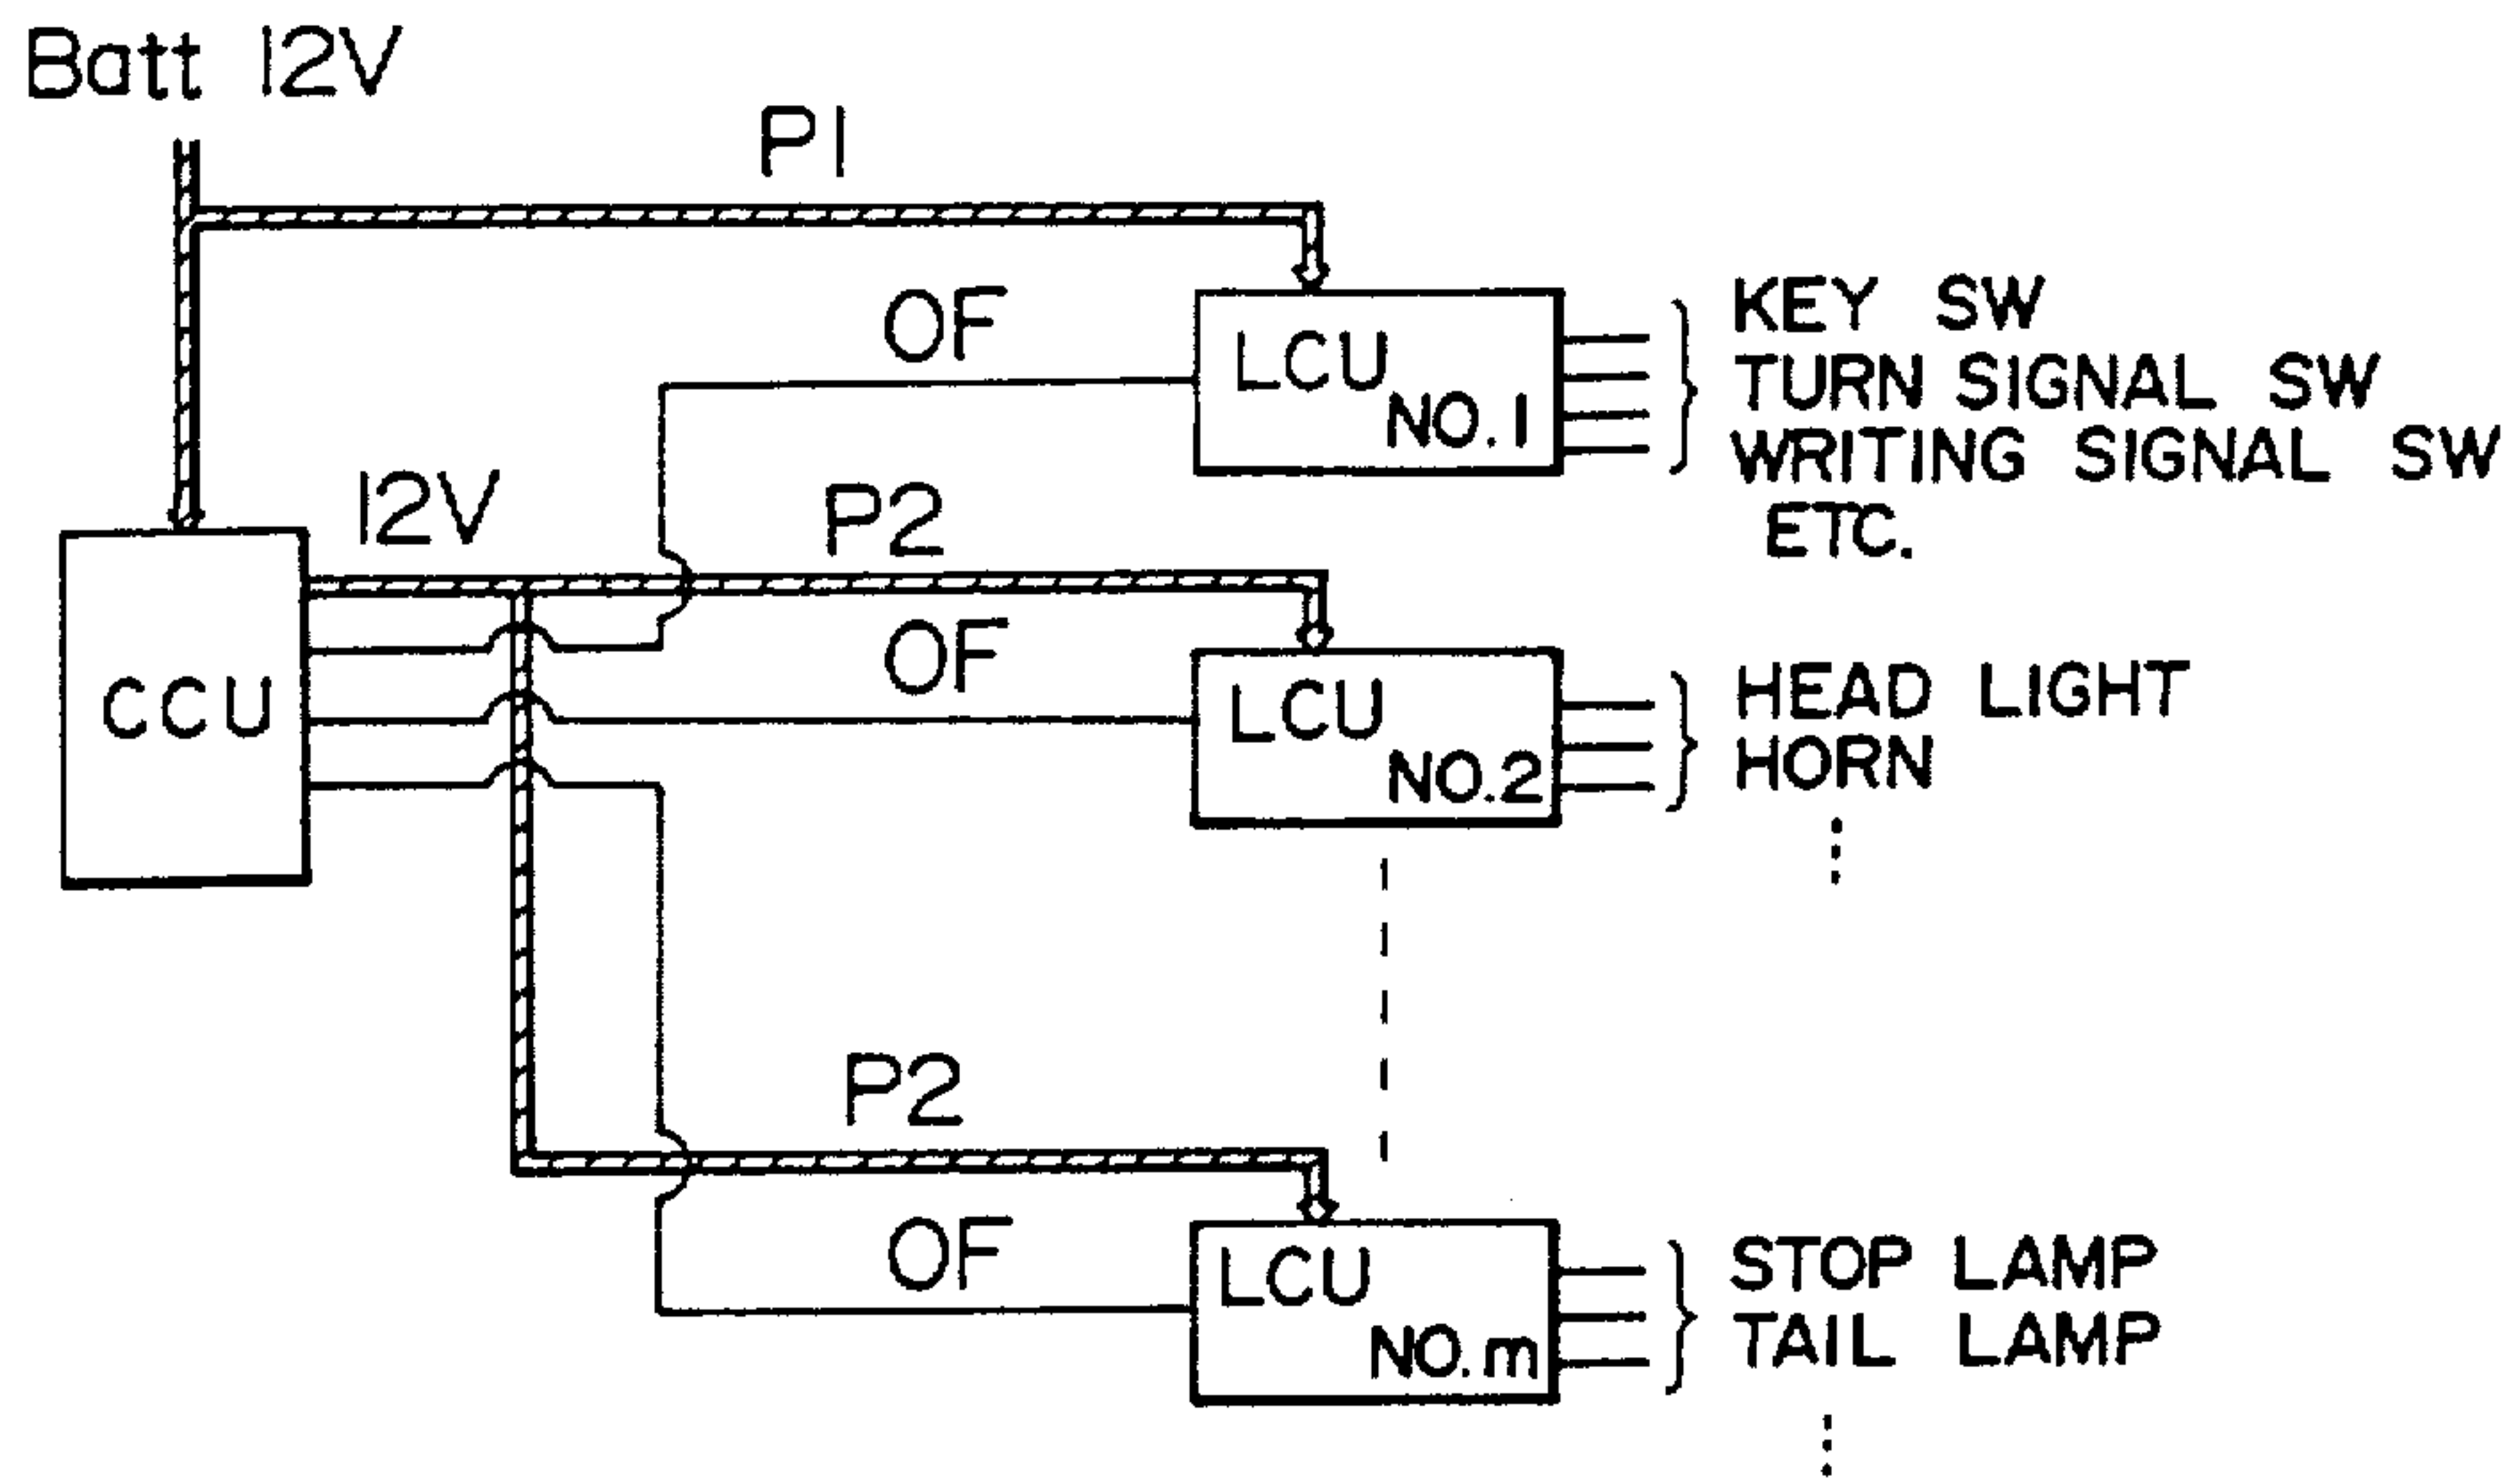 Batt 12V
P1
OF
LCU
NO.1
KEY SW
TURN SIGNAL SW
WRITING SIGNAL SW
ETC.
12V
P2
OF
CCU
LCU
NO.2
HEAD LIGHT
HORN
P2
OF
LCU
NO.m
STOP LAMP
TAIL LAMP